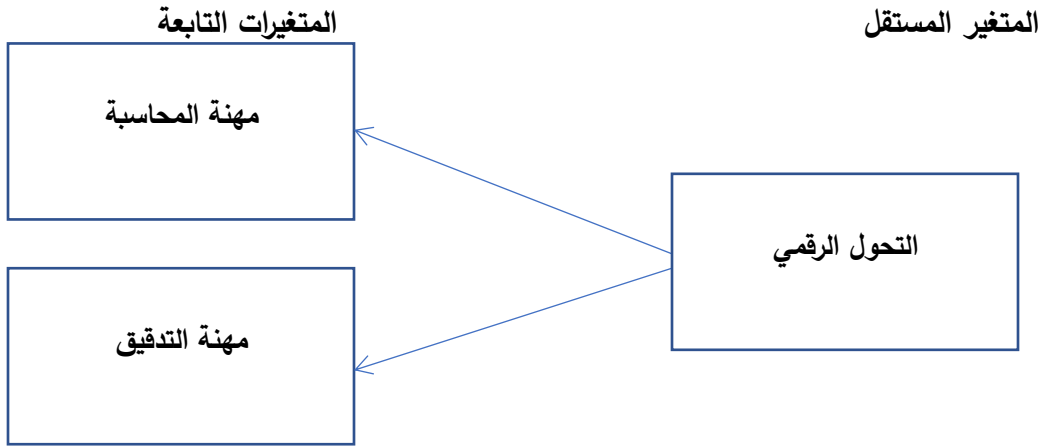 المتغير المستقل
المتغيرات التابعة
مهنة المحاسبة
التحول الرقمي
مهنة التدقيق